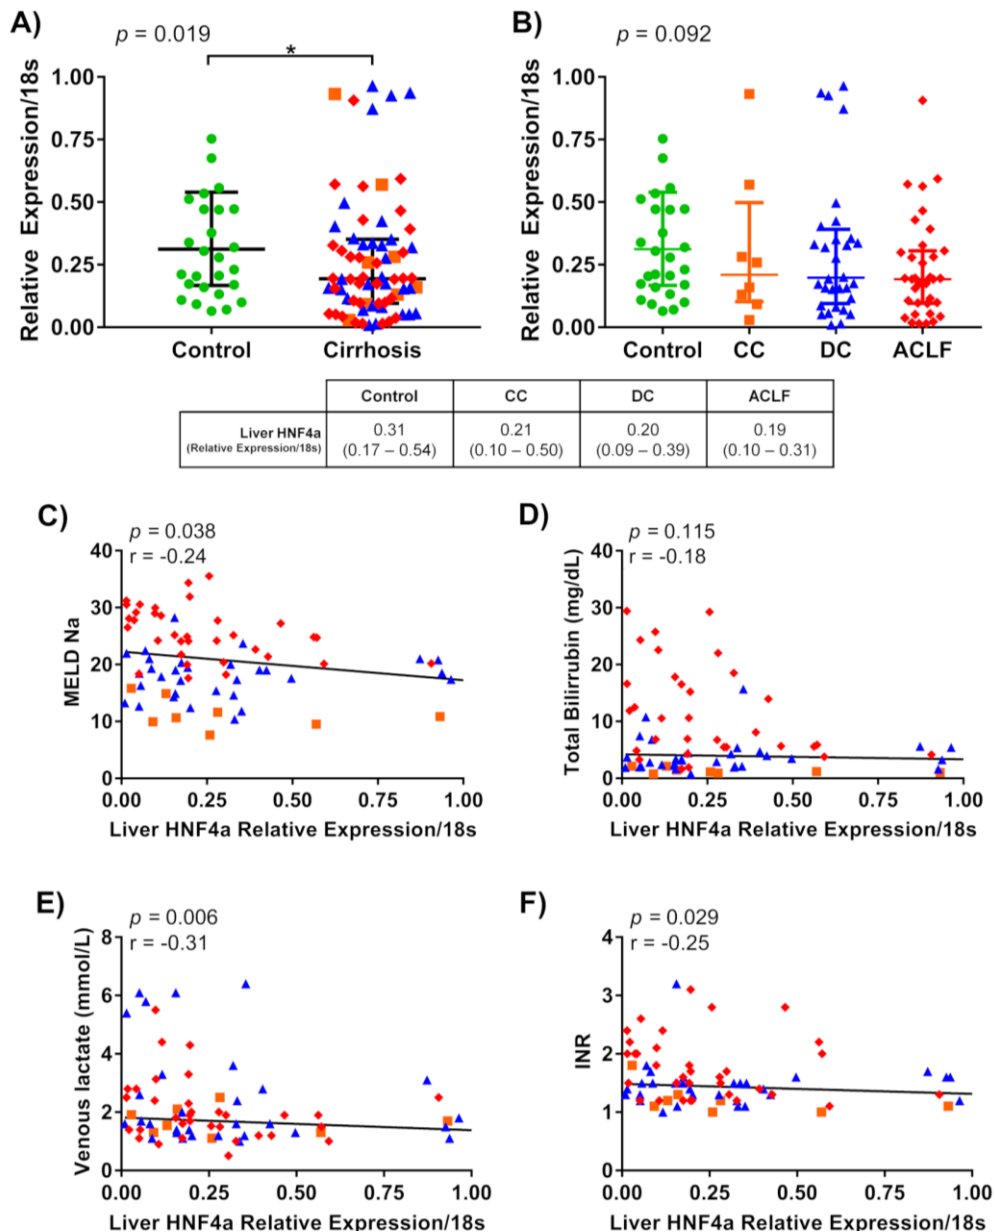 A)
p = 0.019
*
Relative Expression/18s
1.00
0.75
0.50
0.25
0.00
Control
Cirrhosis
B)
p = 0.092
Relative Expression/18s
1.00
0.75
0.50
0.25
0.00
Control
CC
DC
ACLF
Control CC DC ACLF
Liver HNF4a 0.31 0.21 0.20 0.19
(Relative Expression/18s) (0.17 – 0.54) (0.10 – 0.50) (0.09 – 0.39) (0.10 – 0.31)
C)
p = 0.038
r = -0.24
MELD Na
40
30
20
10
0
0.00 0.25 0.50 0.75 1.00
Liver HNF4a Relative Expression/18s
D)
p = 0.115
r = -0.18
Total Bilirrubin (mg/dL)
40
30
20
10
0
0.00 0.25 0.50 0.75 1.00
Liver HNF4a Relative Expression/18s
E)
p = 0.006
r = -0.31
Venous lactate (mmol/L)
8
6
4
2
0
0.00 0.25 0.50 0.75 1.00
Liver HNF4a Relative Expression/18s
F)
p = 0.029
r = -0.25
INR
4
3
2
1
0
0.00 0.25 0.50 0.75 1.00
Liver HNF4a Relative Expression/18s